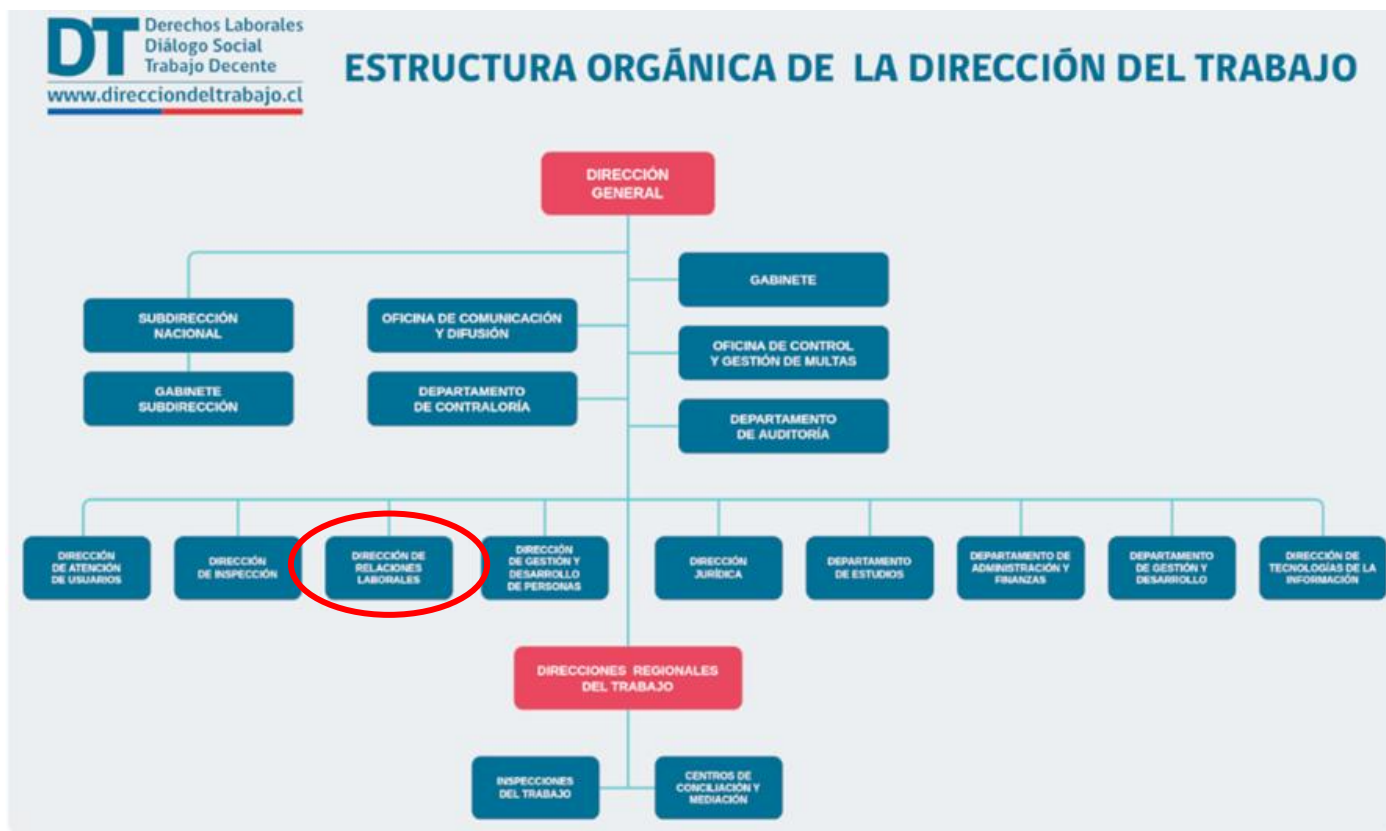 DT
Derechos Laborales
Diálogo Social
Trabajo Decente
www.direcciondeltrabajo.cl
ESTRUCTURA ORGÁNICA DE LA DIRECCIÓN DEL TRABAJO
DIRECCIÓN
GENERAL
GABINETE
SUBDIRECCIÓN
NACIONAL
OFICINA DE COMUNICACIÓN
Y DIFUSIÓN
OFICINA DE CONTROL
Y GESTIÓN DE MULTAS
GABINETE
SUBDIRECCIÓN
DEPARTAMENTO
DE CONTRALORÍA
DEPARTAMENTO
DE AUDITORÍA
DIRECCIÓN
DE ATENCIÓN
DE USUARIOS
DIRECCIÓN
DE INSPECCIÓN
DIRECCIÓN DE
RELACIONES
LABORALES
DIRECCIÓN
DE GESTIÓN Y
DESARROLLO
DE PERSONAS
DIRECCIÓN
JURÍDICA
DEPARTAMENTO
DE ESTUDIOS
DEPARTAMENTO DE
ADMINISTRACIÓN Y
FINANZAS
DEPARTAMENTO
DE GESTIÓN Y
DESARROLLO
DIRECCIÓN DE
TECNOLOGÍAS DE LA
INFORMACIÓN
DIRECCIONES REGIONALES
DEL TRABAJO
INSPECCIONES
DEL TRABAJO
CENTROS DE
CONCILIACIÓN Y
MEDIACIÓN